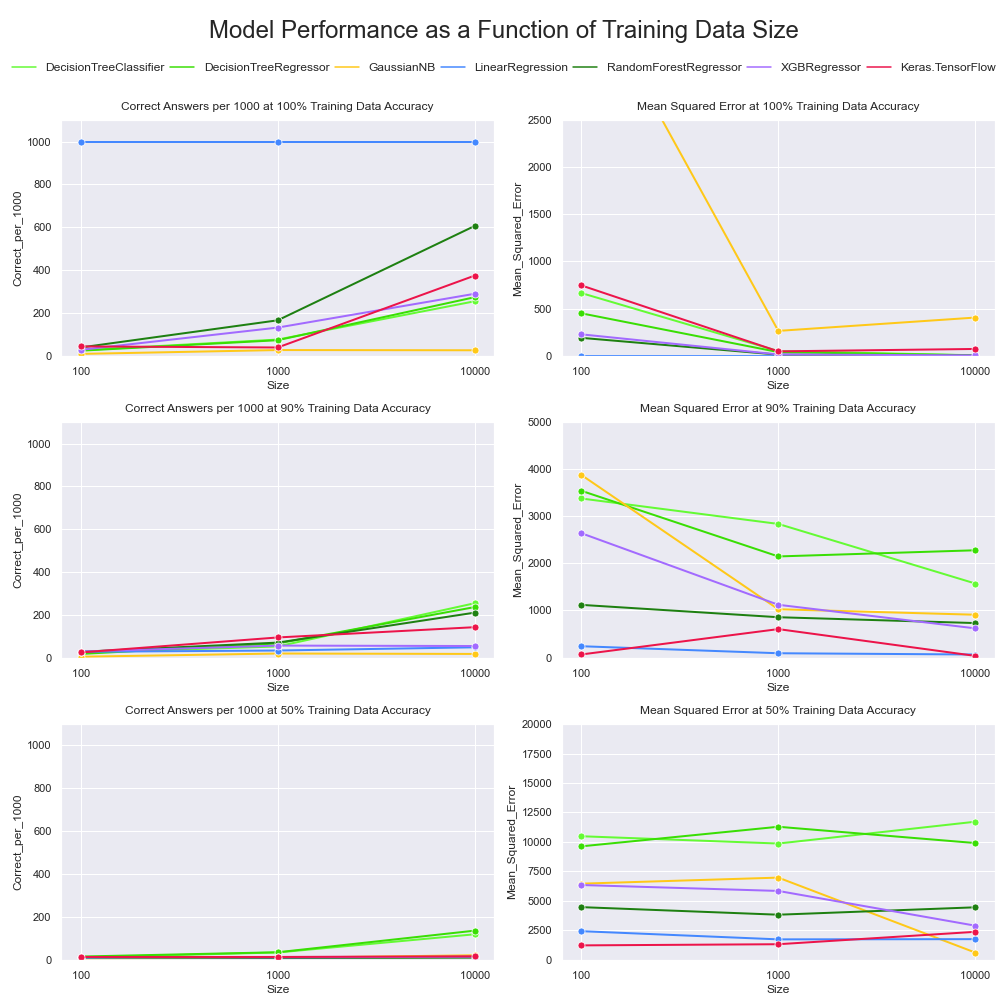 Model Performance as a Function of Training Data Size
DecisionTreeClassifier DecisionTreeRegressor GaussianNB LinearRegression RandomForestRegressor XGBRegressor Keras.TensorFlow
Correct Answers per 1000 at 100% Training Data Accuracy
Correct_per_1000
1000
800
600
400
200
0
100 1000 10000
Size
Mean Squared Error at 100% Training Data Accuracy
Mean_Squared_Error
2500
2000
1500
1000
500
0
100 1000 10000
Size
Correct Answers per 1000 at 90% Training Data Accuracy
Correct_per_1000
1000
800
600
400
200
0
100 1000 10000
Size
Mean Squared Error at 90% Training Data Accuracy
Mean_Squared_Error
5000
4000
3000
2000
1000
0
100 1000 10000
Size
Correct Answers per 1000 at 50% Training Data Accuracy
Correct_per_1000
1000
800
600
400
200
0
100 1000 10000
Size
Mean Squared Error at 50% Training Data Accuracy
Mean_Squared_Error
20000
17500
15000
12500
10000
7500
5000
2500
0
100 1000 10000
Size